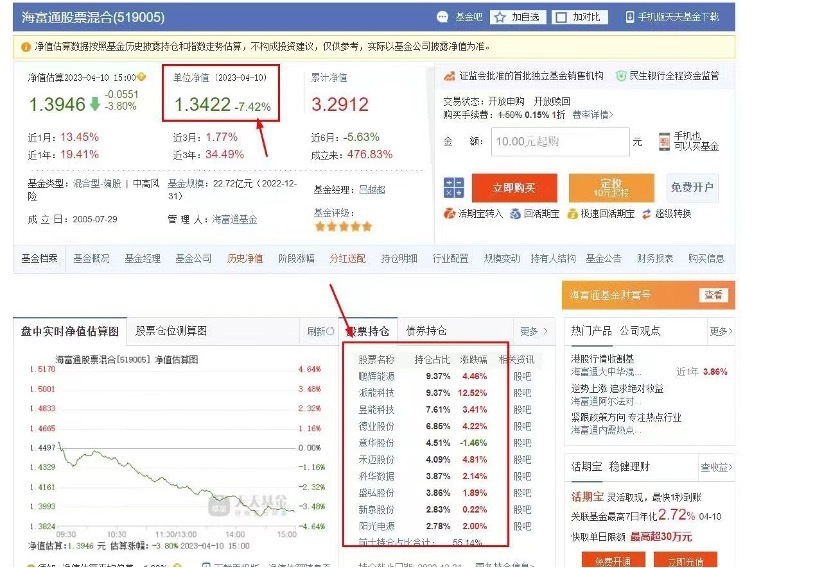 海富通股票混合(519005)
基金吧 加自选 加对比 手机版天天基金下载
净值估算数据按照基金历史披露持仓和指数走势估算，不构成投资建议，仅供参考，实际以基金公司披露净值为准。
净值估算2023-04-10 15:00 单位净值 (2023-04-10) 累计净值
1.3946 -0.0551 -3.80% 1.3422 -7.42% 3.2912
近1月：13.45% 近3月：1.77% 近6月：-5.63%
近1年：19.41% 近3年：34.49% 成立来：476.83%
基金类型：混合型-偏股 | 中高风险 基金规模：22.72亿元（2022-12-31） 基金经理：吕越超
成 立 日：2005-07-29 管 理 人：海富通基金 基金评级：
证监会批准的首批独立基金销售机构 民生银行全程资金监管
交易状态：开放申购 开放赎回
购买手续费：1.50% 0.15% 1折 费率详情>
金 额： 10.00元起购 元 手机也可以买基金
立即购买 定投 10元起购 免费开户
活期宝转入 回活期宝 极速回活期宝 超级转换
基金档案 基金概况 基金经理 基金公司 历史净值 阶段涨幅 分红送配 持仓明细 行业配置 规模变动 持有人结构 基金公告 财务报表 购买信息
海富通基金财富号 查看
盘中实时净值估算图 股票仓位测算图 刷新
海富通股票混合[519005] 净值估算图
1.5170 4.64%
1.5001 3.48%
1.4833 2.32%
1.4665 1.16%
1.4497 0.00%
1.4329 -1.16%
1.4161 -2.32%
1.3993 -3.48%
1.3824 -4.64%
天天基金
09:30 10:30 11:30/13:00 14:00 15:00
净值估算:1.3946 元 估算涨幅: -3.80% 2023-04-10 15:00
股票持仓 债券持仓 更多>
股票名称 持仓占比 涨跌幅 相关资讯
鹏辉能源 9.37% 4.46% 股吧
派能科技 9.37% 12.52% 股吧
昱能科技 7.61% 3.41% 股吧
德业股份 6.85% 4.22% 股吧
意华股份 4.51% -1.46% 股吧
禾迈股份 4.09% 4.81% 股吧
科华数据 3.87% 2.14% 股吧
盛弘股份 3.86% 1.89% 股吧
新泉股份 2.83% 0.22% 股吧
阳光电源 2.78% 2.00% 股吧
前十持仓占比合计： 55.14%
热门产品 公司观点 更多>
港股行情收割基
海富通大中华混... 近1年 3.86%
逆势上涨 追求绝对收益
海富通阿尔法对...
紧跟政策方向 专注热点行业
海富通内需热点...
活期宝 稳健理财 查收益>
活期宝 灵活取现，最快1秒到账
关联基金最高7日年化2.72% 04-10
快取单日限额 最高超30万元
免费开通 立即充值